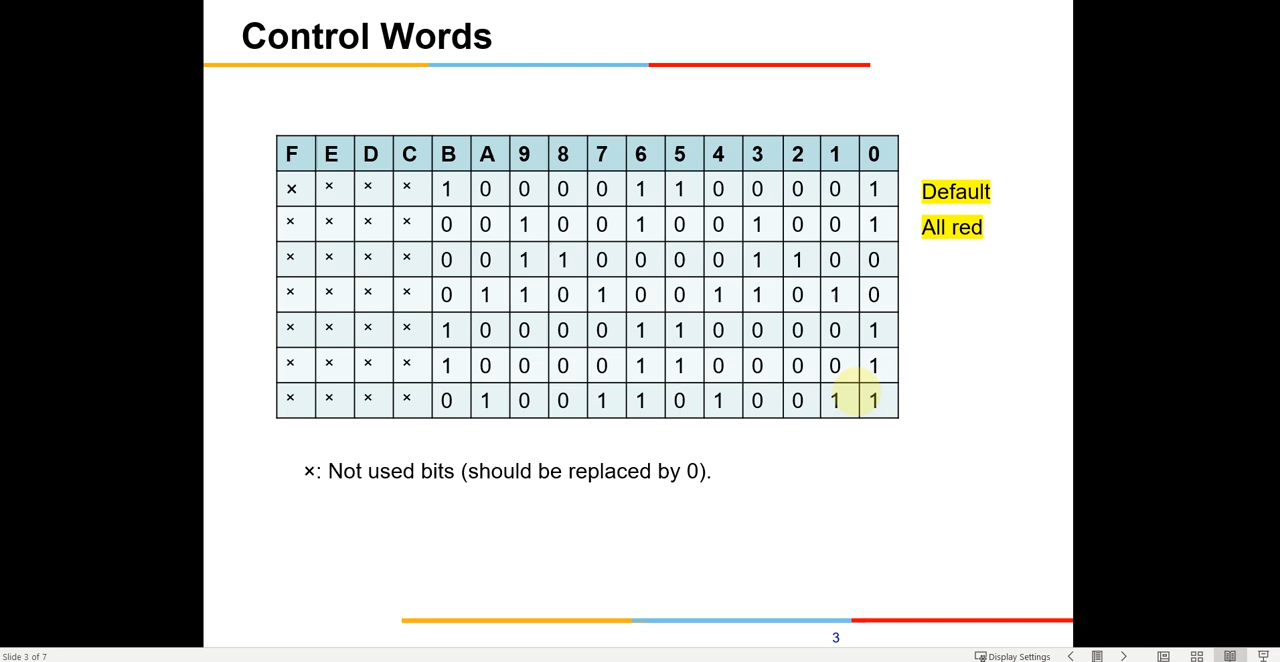 Control Words
F E D C B A 9 8 7 6 5 4 3 2 1 0
× × × × 1 0 0 0 0 1 1 0 0 0 0 1 Default
× × × × 0 0 1 0 0 1 0 0 1 0 0 1 All red
× × × × 0 0 1 1 0 0 0 0 1 1 0 0
× × × × 0 1 1 0 1 0 0 1 1 0 1 0
× × × × 1 0 0 0 0 1 1 0 0 0 0 1
× × × × 1 0 0 0 0 1 1 0 0 0 0 1
× × × × 0 1 0 0 1 1 0 1 0 0 1 1
×: Not used bits (should be replaced by 0).
3
Slide 3 of 7 Display Settings